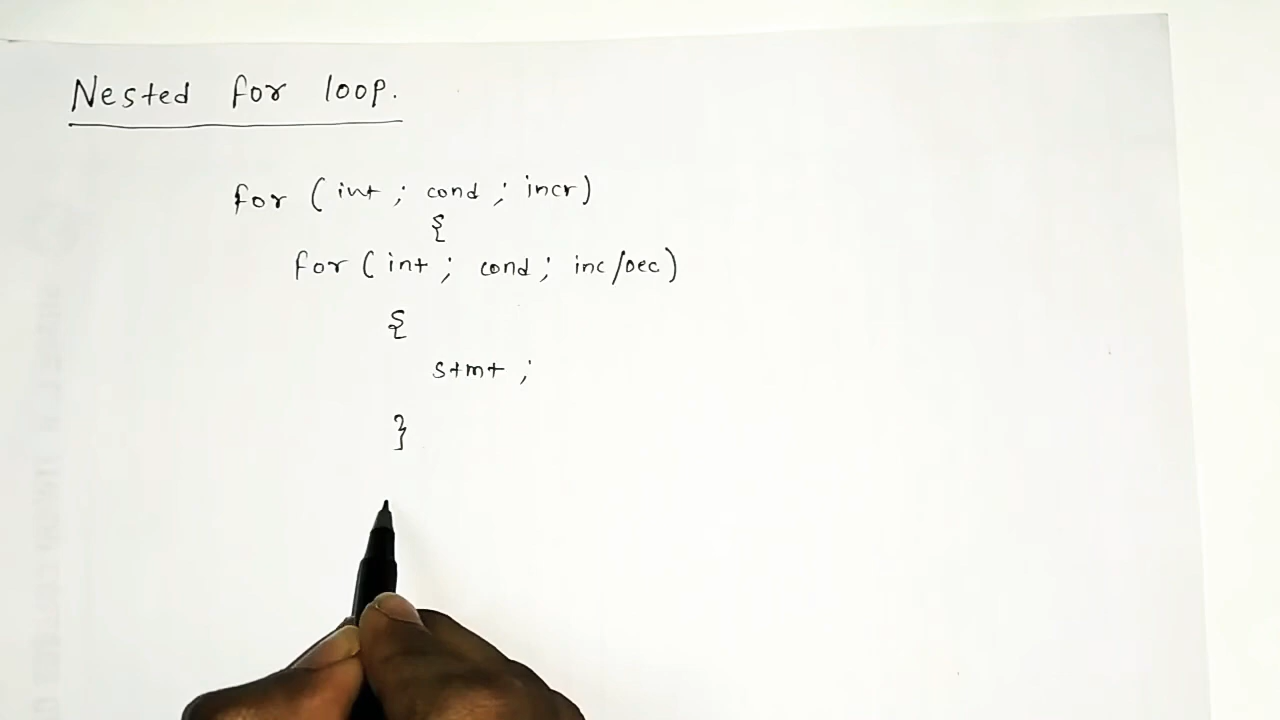 Nested for loop.
for (int ; cond ; incr)
{
for ( int ; cond ; inc/Dec)
{
stmt ;
}